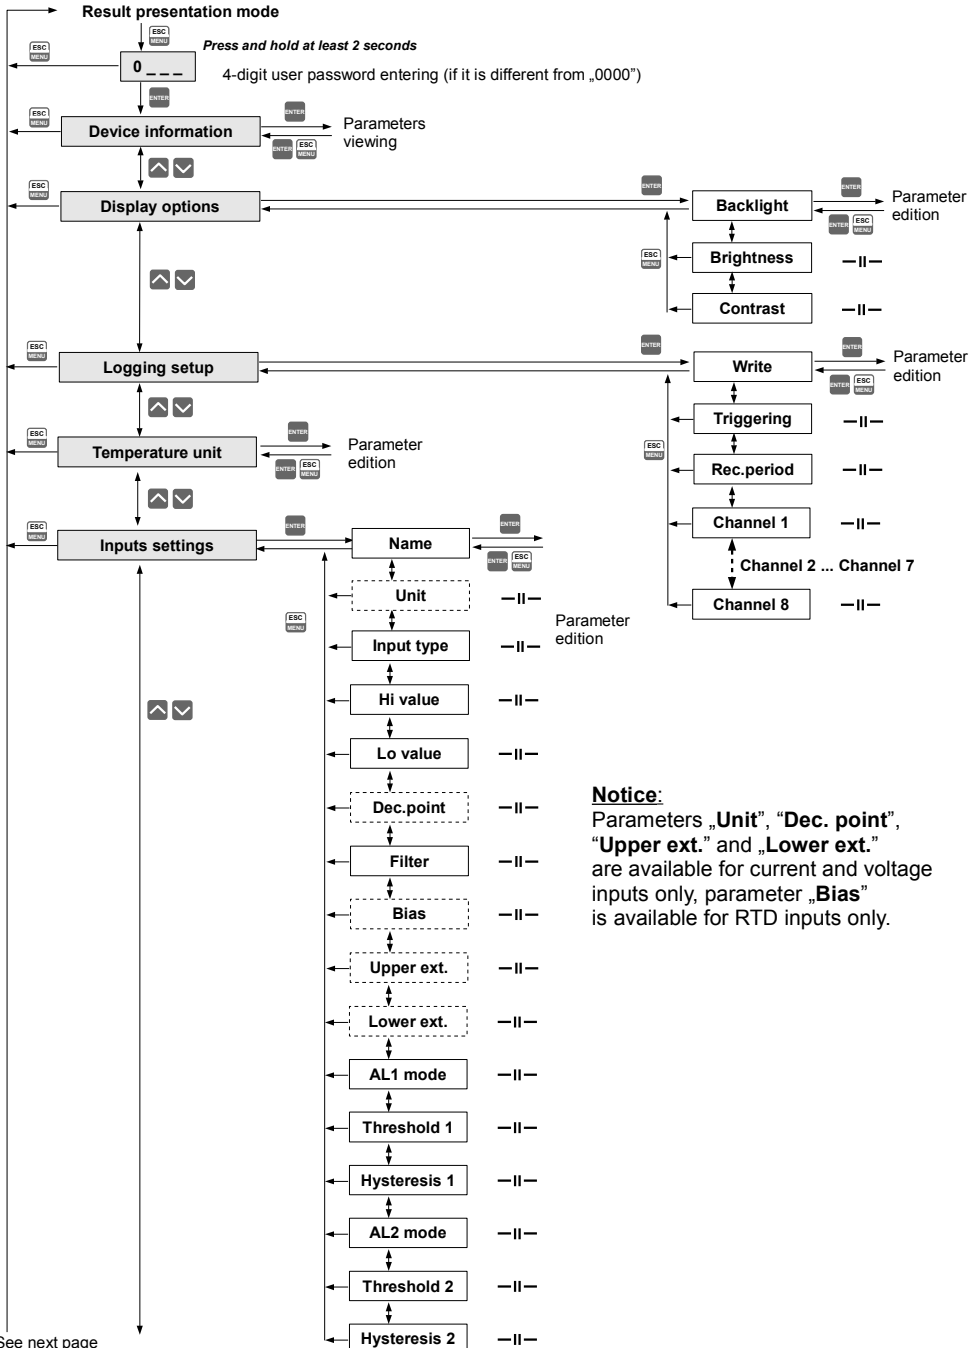 Result presentation mode
ESC
MENU
Press and hold at least 2 seconds
ESC
MENU
0 _ _ _
4-digit user password entering (if it is different from „0000”)
ENTER
ESC
MENU
Device information
ENTER
Parameters
viewing
ENTER
ESC
MENU
ESC
MENU
Display options
ENTER
Backlight
ENTER
Parameter
edition
ENTER
ESC
MENU
ESC
MENU
Brightness
—II—
Contrast
—II—
ESC
MENU
Logging setup
ENTER
Write
ENTER
Parameter
edition
ENTER
ESC
MENU
Triggering
—II—
ESC
MENU
Rec.period
—II—
Channel 1
—II—
Channel 2 ... Channel 7
Channel 8
—II—
ESC
MENU
Temperature unit
ENTER
Parameter
edition
ENTER
ESC
MENU
ESC
MENU
Inputs settings
ENTER
Name
ENTER
ENTER
ESC
MENU
Parameter
edition
ESC
MENU
Unit
—II—
Input type
—II—
Hi value
—II—
Lo value
—II—
Dec.point
—II—
Filter
—II—
Bias
—II—
Upper ext.
—II—
Lower ext.
—II—
AL1 mode
—II—
Threshold 1
—II—
Hysteresis 1
—II—
AL2 mode
—II—
Threshold 2
—II—
Hysteresis 2
—II—
Notice:
Parameters „Unit”, “Dec. point”,
“Upper ext.” and „Lower ext.”
are available for current and voltage
inputs only, parameter „Bias”
is available for RTD inputs only.
See next page